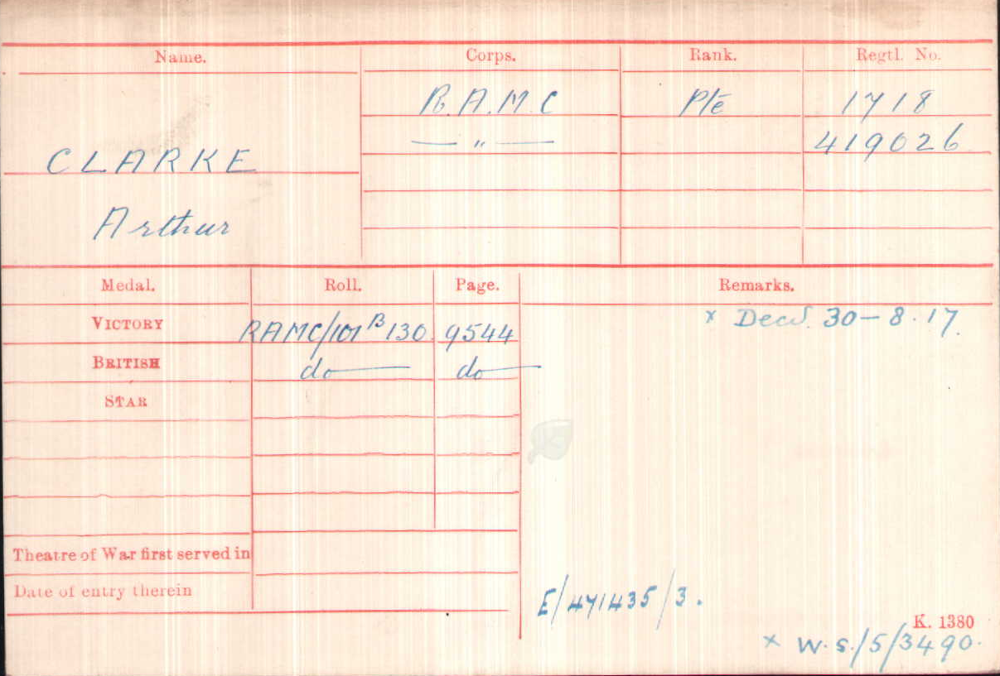 Name. Corps. Rank. Regtl. No.
R.A.M.C Pte 1718
— " — 419026
CLARKE
Arthur
Medal. Roll. Page. Remarks.
VICTORY RAMC/101 B 130. 9544 x Decd. 30-8-17.
BRITISH do do
STAR
Theatre of War first served in
Date of entry therein
E/471435/3.
K. 1380
x W.S./5/3490.